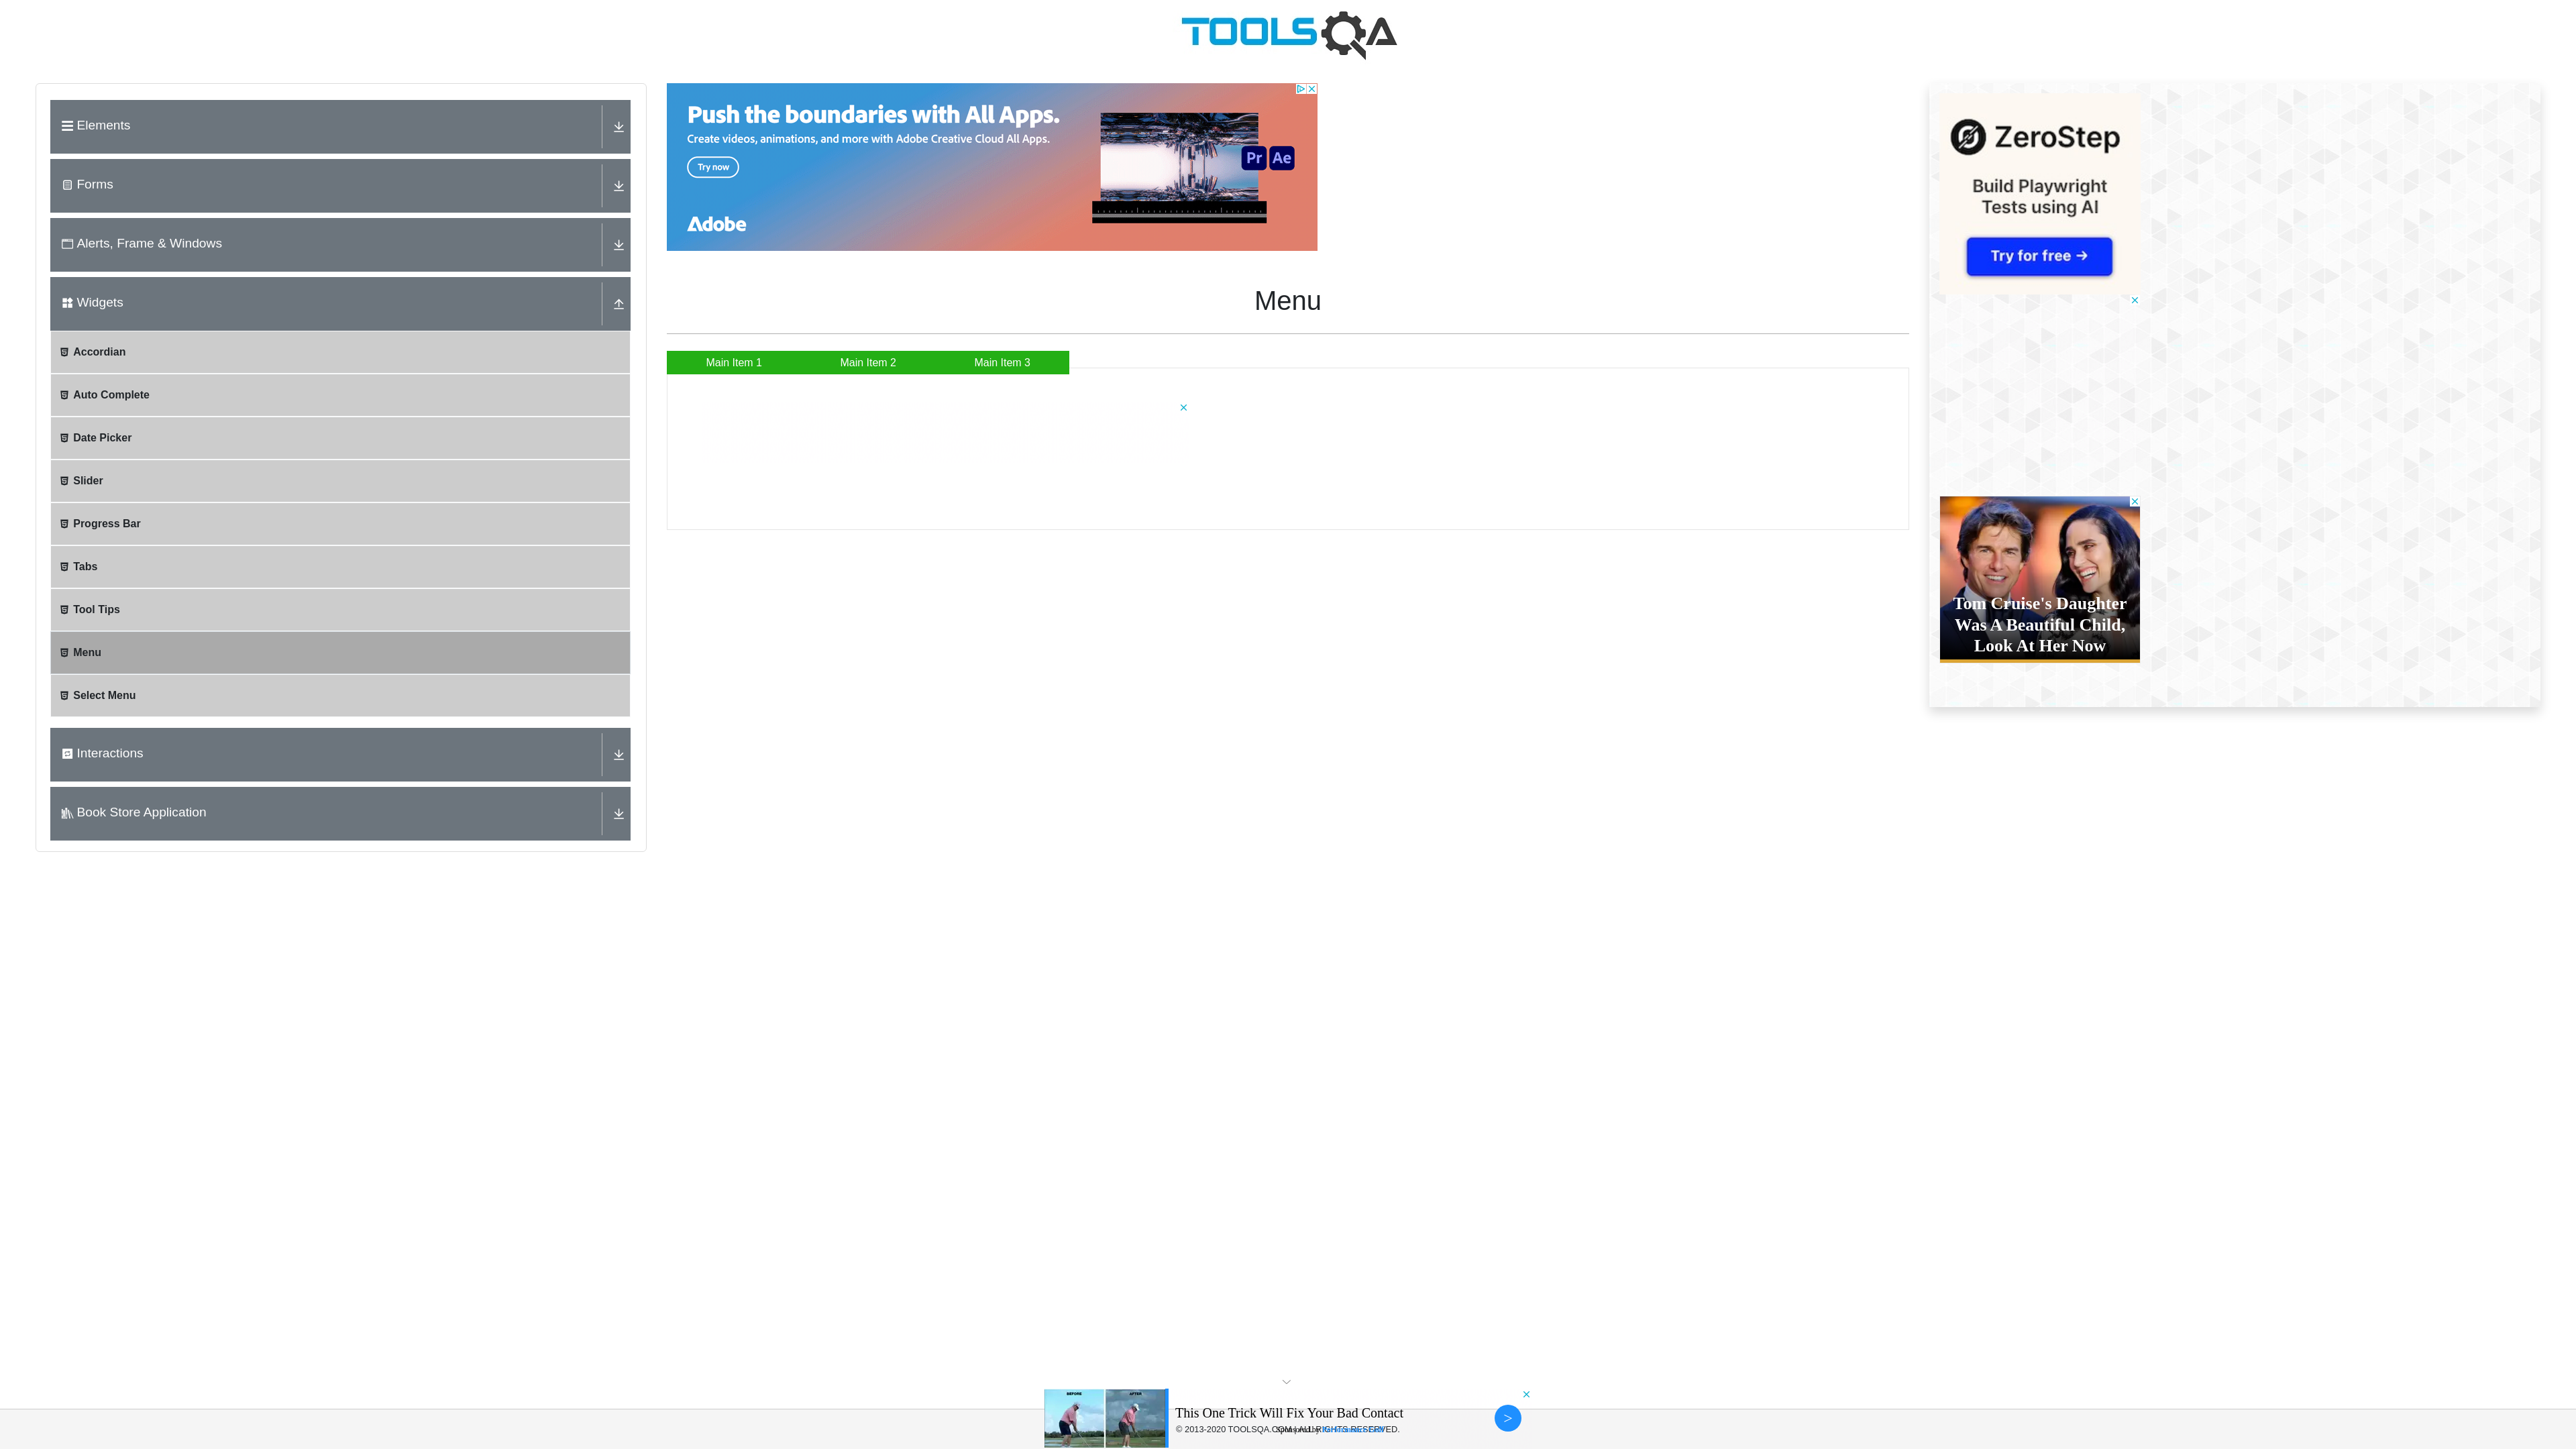 TOOLSQA
Elements
Forms
Alerts, Frame & Windows
Widgets
Accordian
Auto Complete
Date Picker
Slider
Progress Bar
Tabs
Tool Tips
Menu
Select Menu
Interactions
Book Store Application
Push the boundaries with All Apps.
Create videos, animations, and more with Adobe Creative Cloud All Apps.
Try now
Adobe
Pr Ae
Menu
Main Item 1 Main Item 2 Main Item 3
ZeroStep
Build Playwright
Tests using AI
Try for free →
Tom Cruise's Daughter
Was A Beautiful Child,
Look At Her Now
BEFORE AFTER
This One Trick Will Fix Your Bad Contact
© 2013-2020 TOOLSQA.COM | ALL RIGHTS RESERVED.